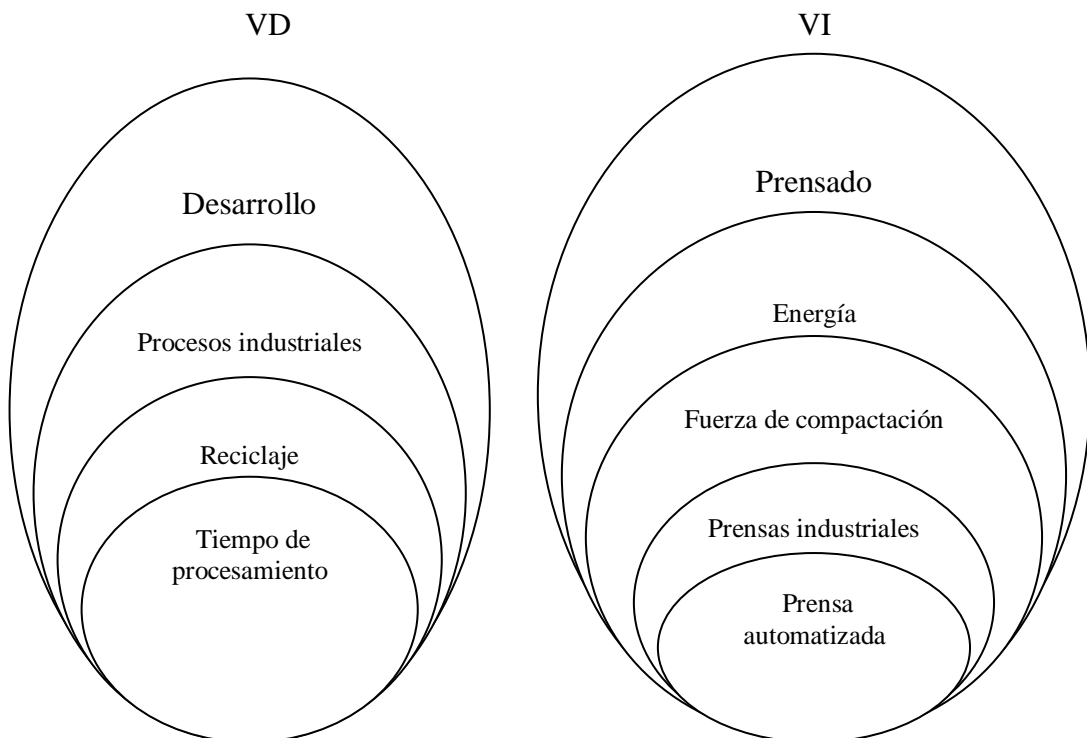 VD
Desarrollo
Procesos industriales
Reciclaje
Tiempo de
procesamiento
VI
Prensado
Energía
Fuerza de compactación
Prensas industriales
Prensa
automatizada